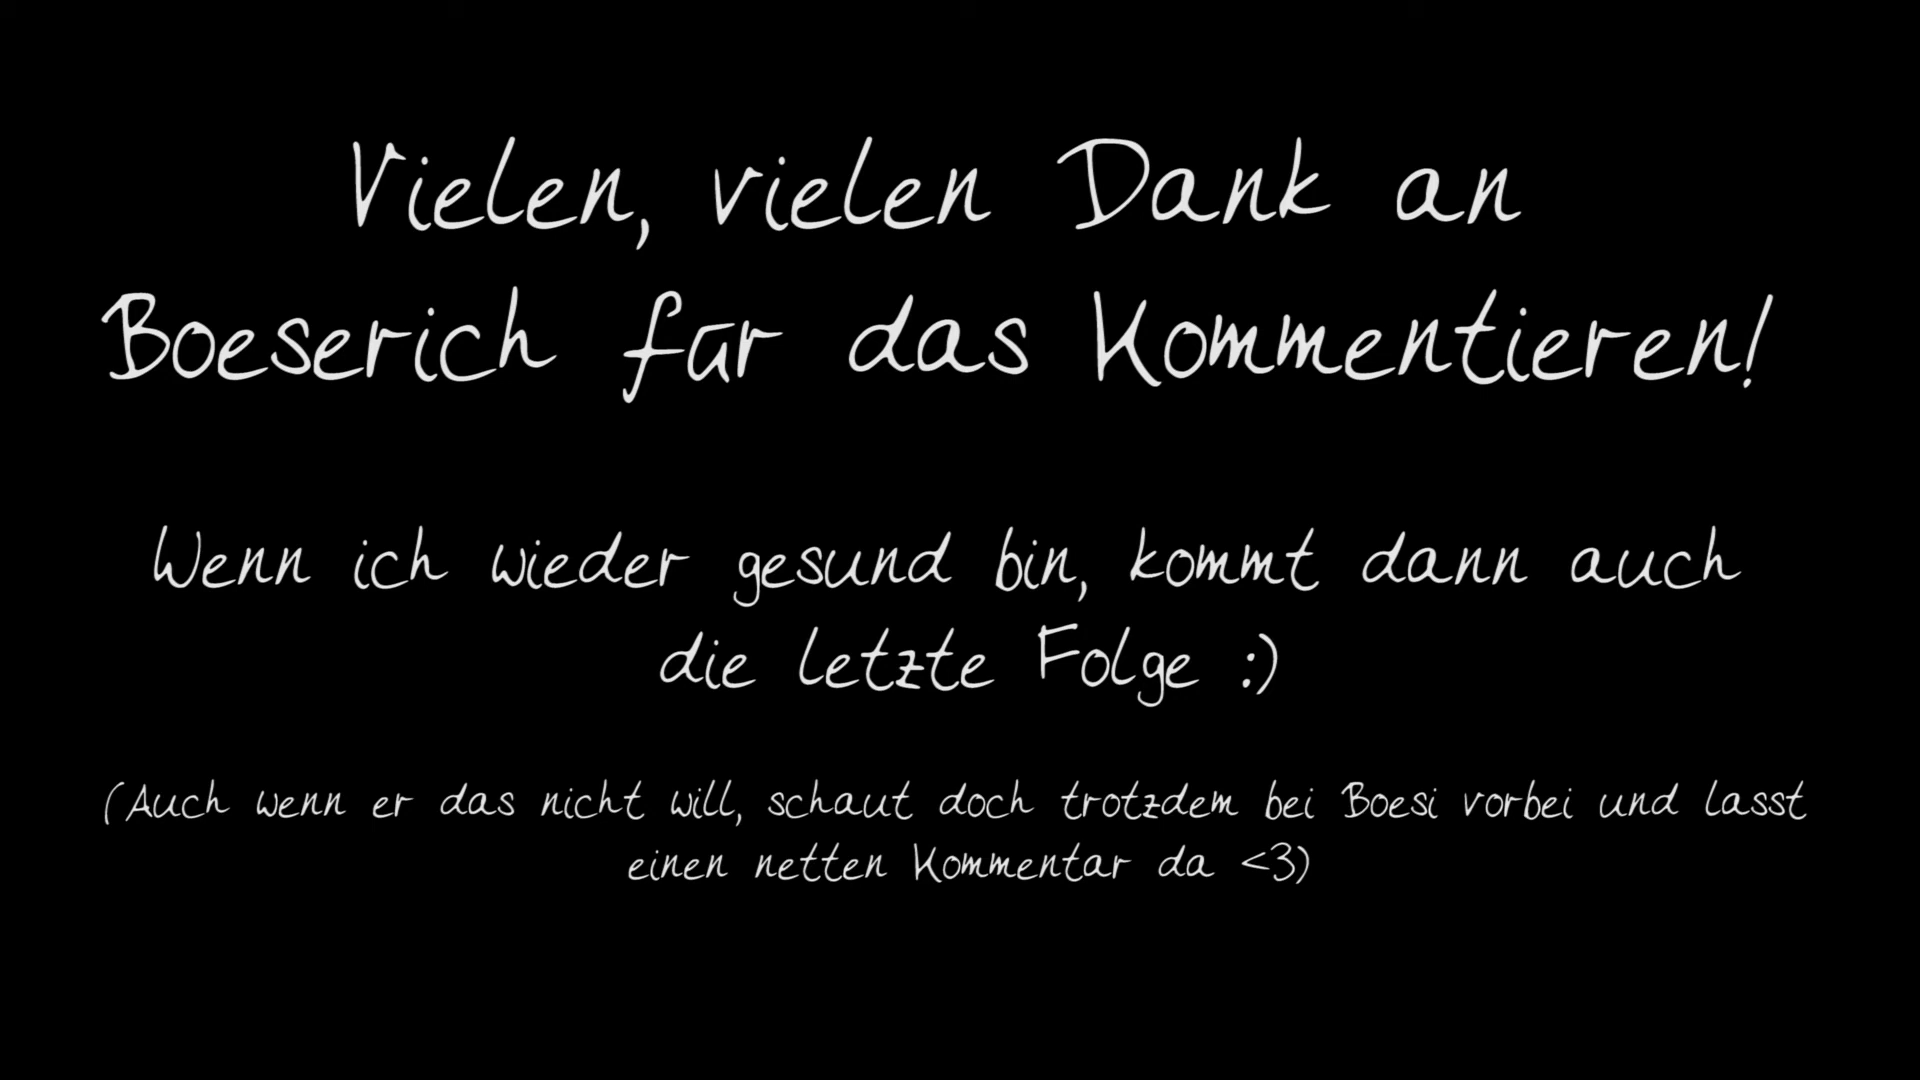 Vielen, vielen Dank an
Boeserich für das Kommentieren!
Wenn ich wieder gesund bin, kommt dann auch
die letzte Folge :)
(Auch wenn er das nicht will, schaut doch trotzdem bei Boesi vorbei und lasst
einen netten Kommentar da <3)